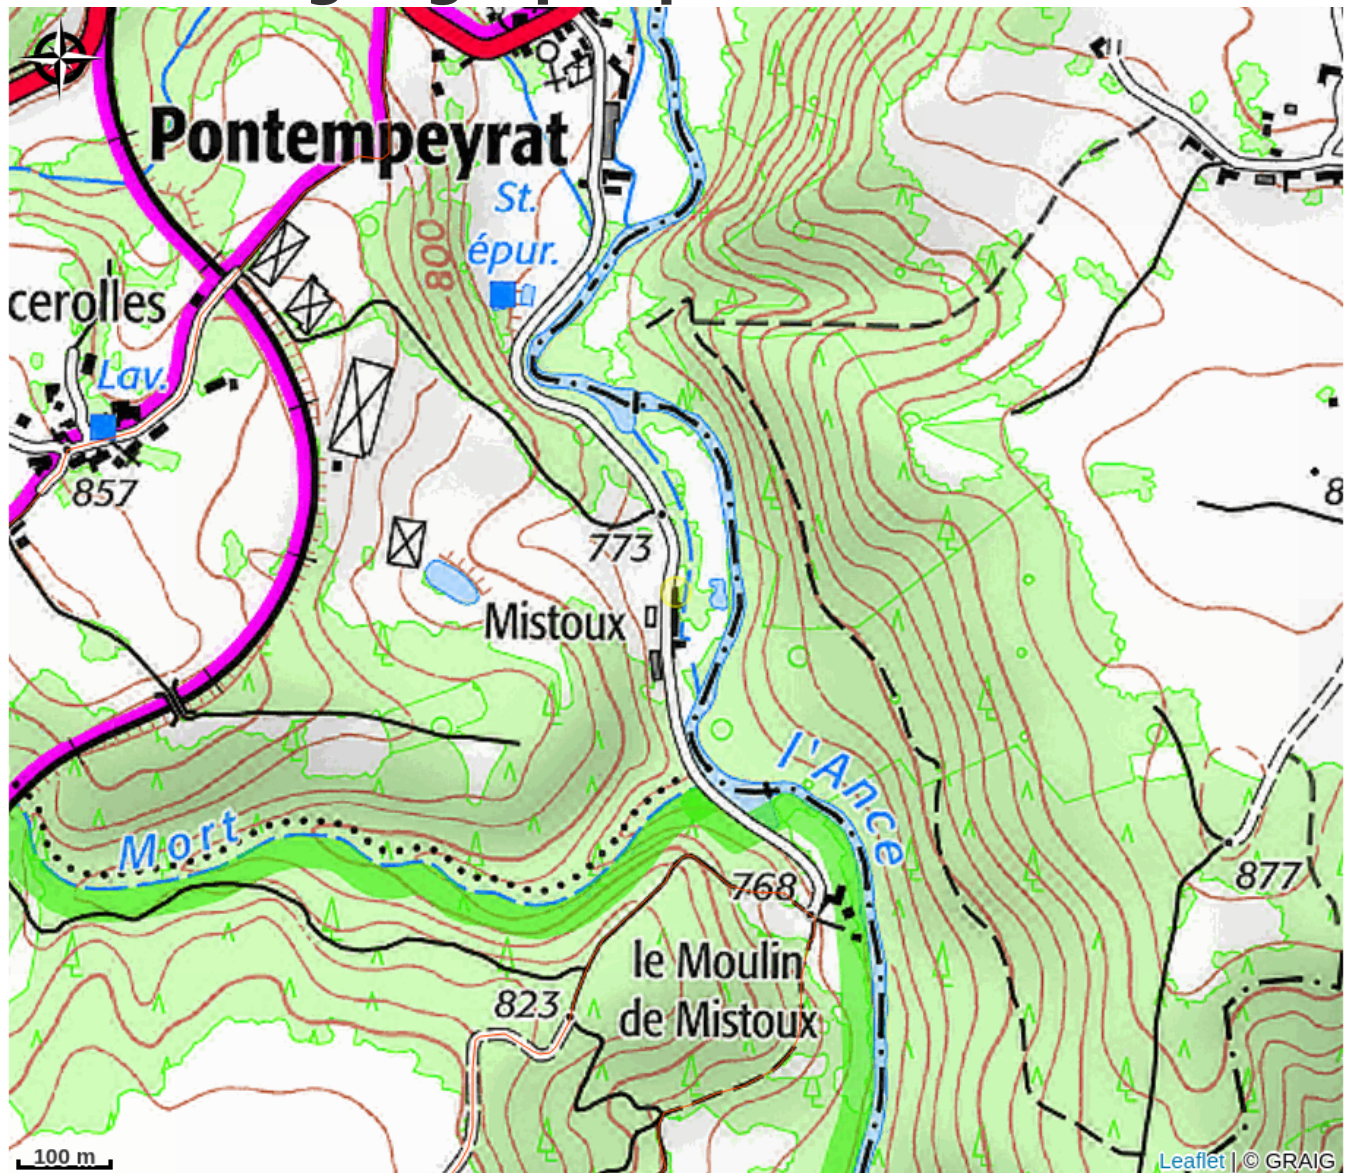 Pontempeyrat
St.
épur.
800
cerolles
Lav.
857
8
773
Mistoux
l'Ance
Mort
768
877
le Moulin
de Mistoux
823
100 m
Leaflet | © GRAIG